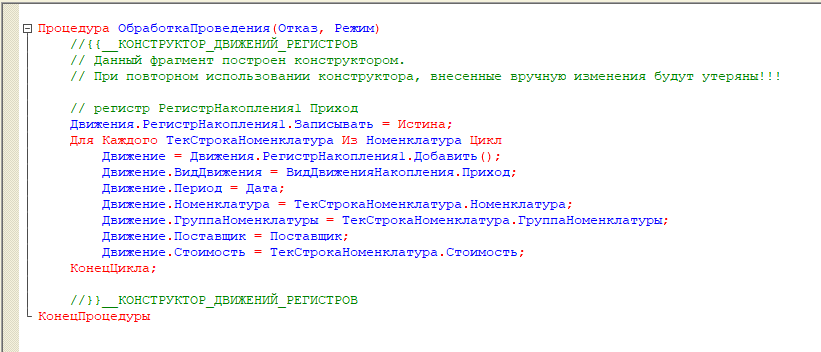 Процедура ОбработкаПроведения(Отказ, Режим)
//{{__КОНСТРУКТОР_ДВИЖЕНИЙ_РЕГИСТРОВ
// Данный фрагмент построен конструктором.
// При повторном использовании конструктора, внесенные вручную изменения будут утеряны!!!
// регистр РегистрНакопления1 Приход
Движения.РегистрНакопления1.Записывать = Истина;
Для Каждого ТекСтрокаНоменклатура Из Номенклатура Цикл
Движение = Движения.РегистрНакопления1.Добавить();
Движение.ВидДвижения = ВидДвиженияНакопления.Приход;
Движение.Период = Дата;
Движение.Номенклатура = ТекСтрокаНоменклатура.Номенклатура;
Движение.ГруппаНоменклатуры = ТекСтрокаНоменклатура.ГруппаНоменклатуры;
Движение.Поставщик = Поставщик;
Движение.Стоимость = ТекСтрокаНоменклатура.Стоимость;
КонецЦикла;
//}}__КОНСТРУКТОР_ДВИЖЕНИЙ_РЕГИСТРОВ
КонецПроцедуры